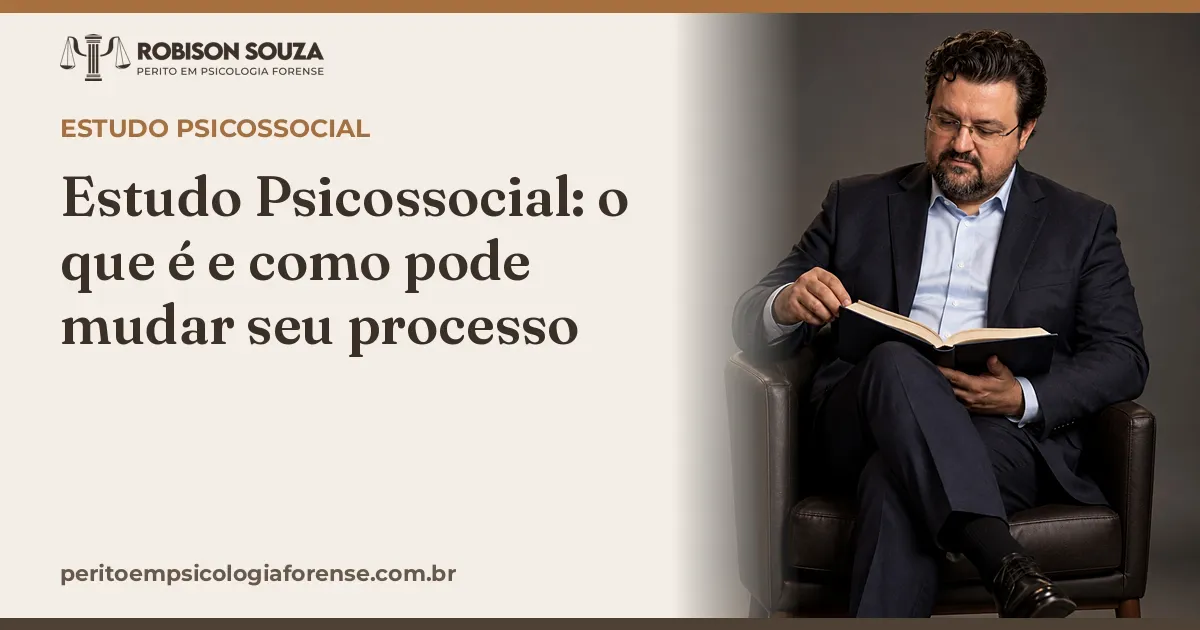 ROBISON SOUZA
PERITO EM PSICOLOGIA FORENSE
ESTUDO PSICOSSOCIAL
Estudo Psicossocial: o
que é e como pode
mudar seu processo
peritoempsicologiaforense.com.br